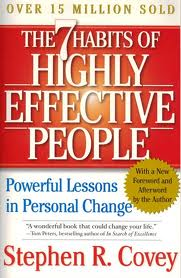 OVER 15 MILLION SOLD
THE 7 HABITS OF
HIGHLY
EFFECTIVE
PEOPLE
Powerful Lessons
in Personal Change
With a New
Foreword and
Afterword by
the Author
"A wonderful book that could change your life."
—Tom Peters, bestselling author of In Search of Excellence
Stephen R. Covey